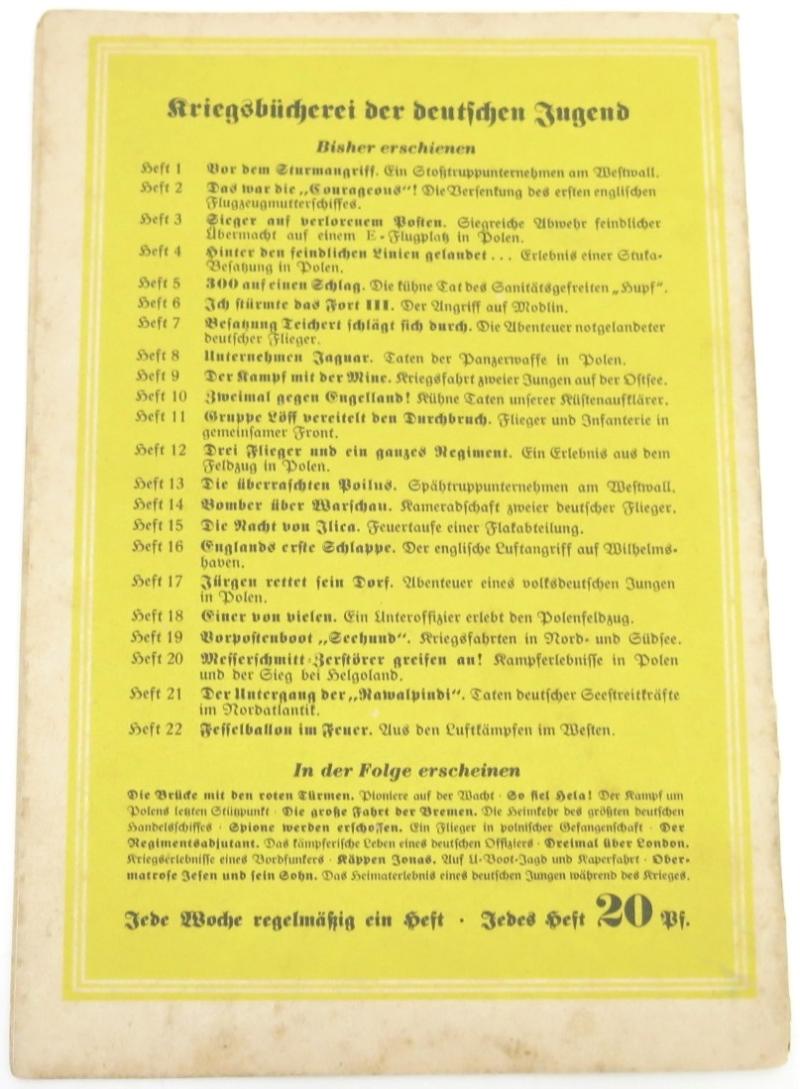 Kriegsbücherei der deutschen Jugend
Bisher erschienen
Heft 1 Vor dem Sturmangriff. Ein Stoßtruppunternehmen am Westwall.
Heft 2 Das war die „Courageous“! Die Versenkung des ersten englischen
Flugzeugmutterschiffes.
Heft 3 Sieger auf verlorenem Posten. Siegreiche Abwehr feindlicher
Übermacht auf einem E-Flugplatz in Polen.
Heft 4 Hinter den feindlichen Linien gelandet... Erlebnis einer Stuka-
Besatzung in Polen.
Heft 5 300 auf einen Schlag. Die kühne Tat des Sanitätsgefreiten „Hupf“.
Heft 6 Ich stürmte das Fort III. Der Angriff auf Modlin.
Heft 7 Besatzung Teichert schlägt sich durch. Die Abenteuer notgelandeter
deutscher Flieger.
Heft 8 Unternehmen Jaguar. Taten der Panzerwaffe in Polen.
Heft 9 Der Kampf mit der Mine. Kriegsfahrt zweier Jungen auf der Ostsee.
Heft 10 Zweimal gegen Engelland! Kühne Taten unserer Küstenaufklärer.
Heft 11 Gruppe Löff vereitelt den Durchbruch. Flieger und Infanterie in
gemeinsamer Front.
Heft 12 Drei Flieger und ein ganzes Regiment. Ein Erlebnis aus dem
Feldzug in Polen.
Heft 13 Die überraschten Poilus. Spähtruppunternehmen am Westwall.
Heft 14 Bomber über Warschau. Kameradschaft zweier deutscher Flieger.
Heft 15 Die Nacht von Ilica. Feuertaufe einer Flakabteilung.
Heft 16 Englands erste Schlappe. Der englische Luftangriff auf Wilhelms-
haven.
Heft 17 Jürgen rettet sein Dorf. Abenteuer eines volksdeutschen Jungen
in Polen.
Heft 18 Einer von vielen. Ein Unteroffizier erlebt den Polenfeldzug.
Heft 19 Vorpostenboot „Seehund“. Kriegsfahrten in Nord- und Südsee.
Heft 20 Messerschmitt-Zerstörer greifen an! Kampferlebnisse in Polen
und der Sieg bei Helgoland.
Heft 21 Der Untergang der „Rawalpindi“. Taten deutscher Seestreitkräfte
im Nordatlantik.
Heft 22 Fesselballon im Feuer. Aus den Luftkämpfen im Westen.
In der Folge erscheinen
Die Brücke mit den roten Türmen. Pioniere auf der Wacht · So fiel Hela! Der Kampf um
Polens letzten Stützpunkt · Die große Fahrt der Bremen. Die Heimkehr des größten deutschen
Handelsschiffes · Spione werden erschossen. Ein Flieger in polnischer Gefangenschaft · Der
Regimentsadjutant. Das kämpferische Leben eines deutschen Offiziers · Dreimal über London.
Kriegserlebnisse eines Bordfunkers · Käppen Jonas. Auf U-Boot-Jagd und Kaperfahrt · Ober-
matrose Jessen und sein Sohn. Das Heimaterlebnis eines deutschen Jungen während des Krieges.
Jede Woche regelmäßig ein Heft · Jedes Heft 20 Pf.